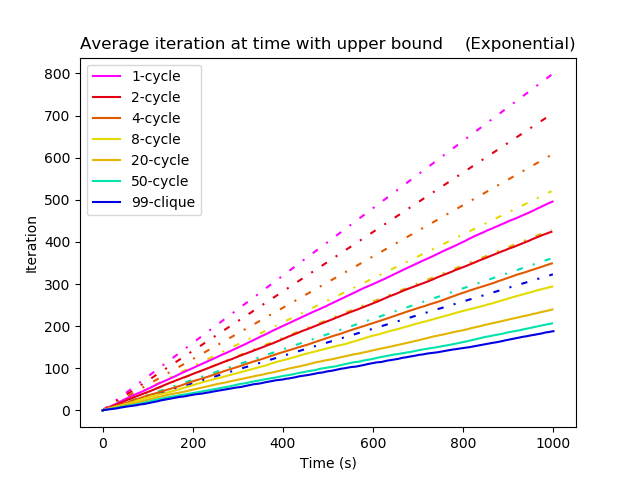 Average iteration at time with upper bound (Exponential)
1-cycle
2-cycle
4-cycle
8-cycle
20-cycle
50-cycle
99-clique
Iteration
800
700
600
500
400
300
200
100
0
0 200 400 600 800 1000
Time (s)